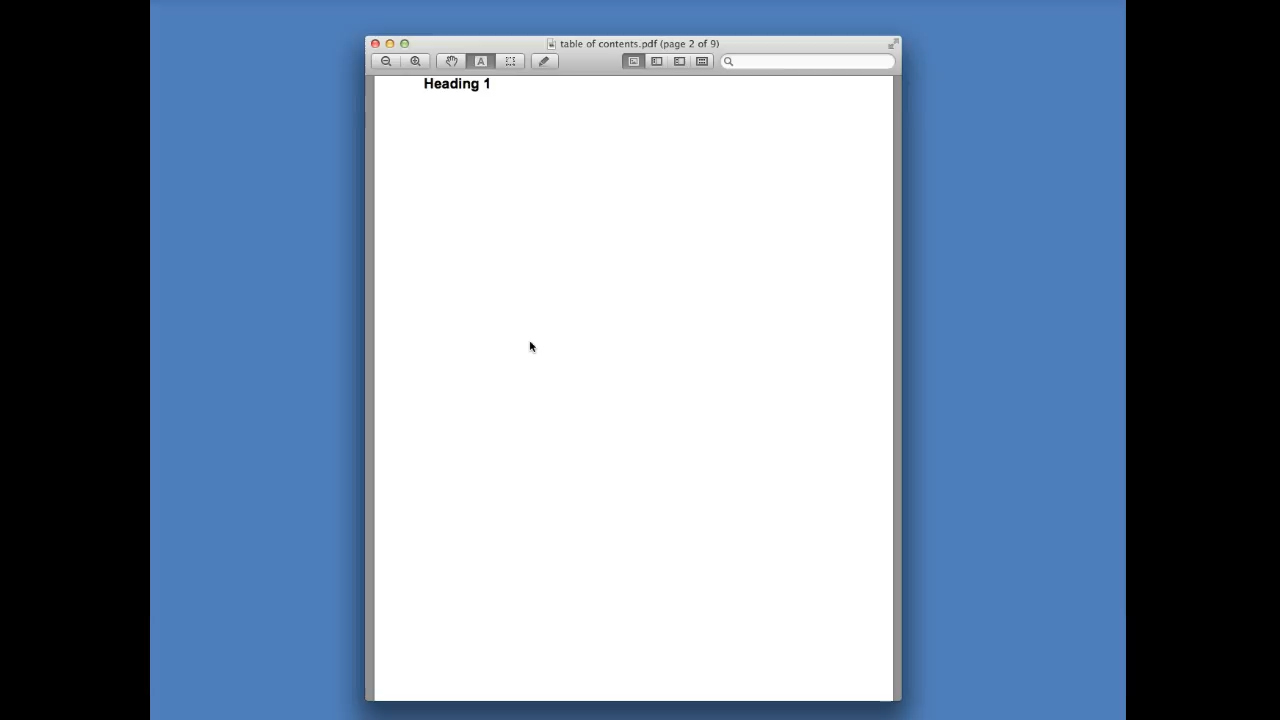 table of contents.pdf (page 2 of 9)
A
Heading 1